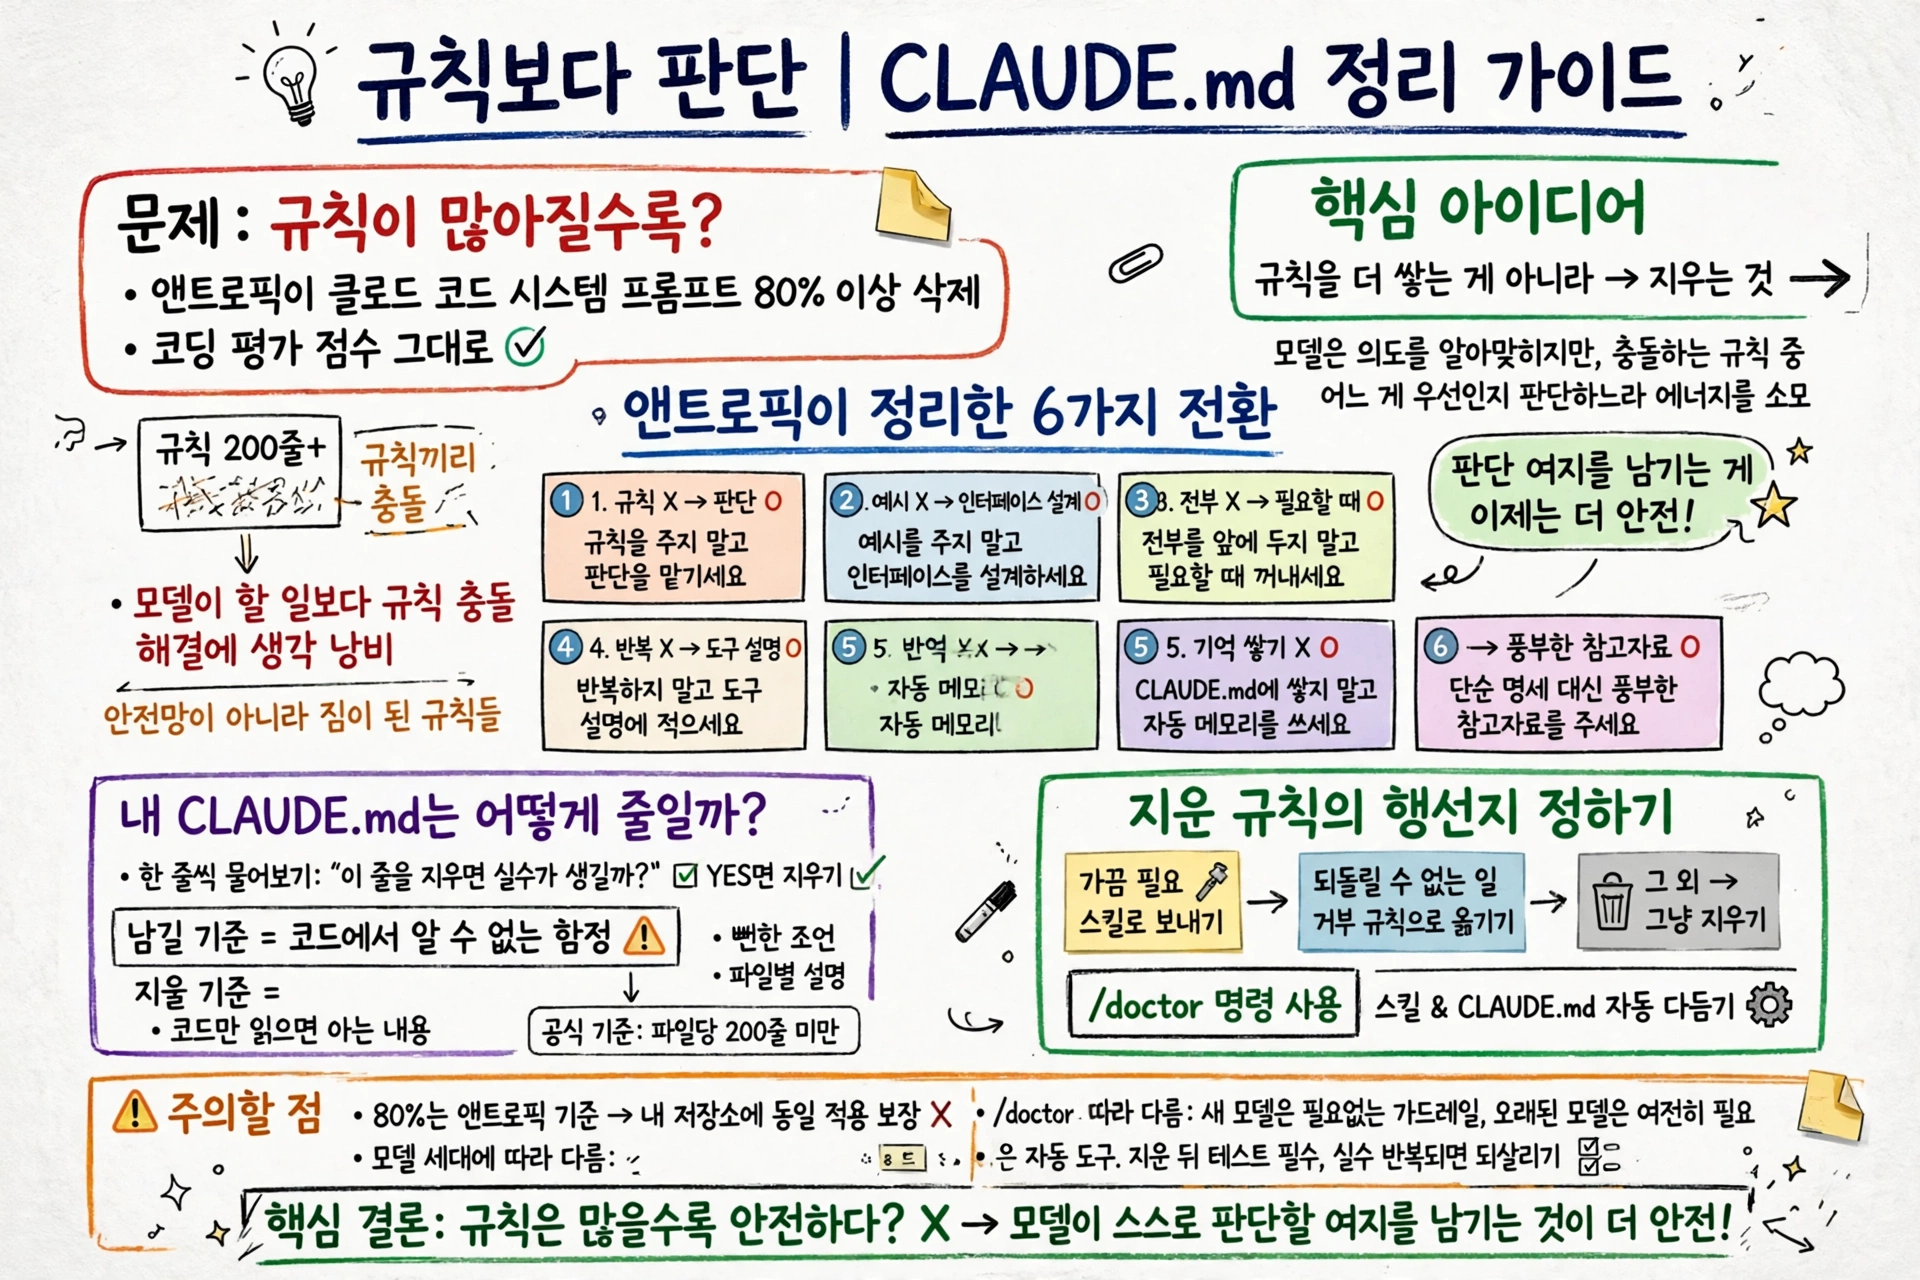 규칙보다 판단 | CLAUDE.md 정리 가이드
문제 : 규칙이 많아질수록?
• 앤트로픽이 클로드 코드 시스템 프롬프트 80% 이상 삭제
• 코딩 평가 점수 그대로
핵심 아이디어
규칙을 더 쌓는 게 아니라 → 지우는 것 →
모델은 의도를 알아맞히지만, 충돌하는 규칙 중
어느 게 우선인지 판단하느라 에너지를 소모
판단 여지를 남기는 게
이제는 더 안전!
규칙 200줄+
규칙끼리
충돌
• 모델이 할 일보다 규칙 충돌
해결에 생각 낭비
안전망이 아니라 짐이 된 규칙들
앤트로픽이 정리한 6가지 전환
1 1. 규칙 X → 판단 O
규칙을 주지 말고
판단을 맡기세요
2 . 예시 X → 인터페이스 설계 O
예시를 주지 말고
인터페이스를 설계하세요
3 3. 전부 X → 필요할 때 O
전부를 앞에 두지 말고
필요할 때 꺼내세요
4 4. 반복 X → 도구 설명 O
반복하지 말고 도구
설명에 적으세요
5 5. 반역 X → →
• 자동 O
자동 메모리
5 5. 기억 쌓기 X O
CLAUDE.md에 쌓지 말고
자동 메모리를 쓰세요
6 → 풍부한 참고자료 O
단순 명세 대신 풍부한
참고자료를 주세요
내 CLAUDE.md는 어떻게 줄일까?
• 한 줄씩 물어보기: “이 줄을 지우면 실수가 생길까?” YES면 지우기
남길 기준 = 코드에서 알 수 없는 함정
지울 기준 =
• 코드만 읽으면 아는 내용
• 뻔한 조언
• 파일별 설명
공식 기준: 파일당 200줄 미만
지운 규칙의 행선지 정하기
가끔 필요
스킬로 보내기
→
되돌릴 수 없는 일
거부 규칙으로 옮기기
→
그 외 →
그냥 지우기
/doctor 명령 사용
스킬 & CLAUDE.md 자동 다듬기
주의할 점
• 80%는 앤트로픽 기준 → 내 저장소에 동일 적용 보장 X
• 모델 세대에 따라 다름:
• /doctor. 따라 다름: 새 모델은 필요없는 가드레일, 오래된 모델은 여전히 필요
• 은 자동 도구. 지운 뒤 테스트 필수, 실수 반복되면 되살리기
핵심 결론: 규칙은 많을수록 안전하다? X → 모델이 스스로 판단할 여지를 남기는 것이 더 안전!